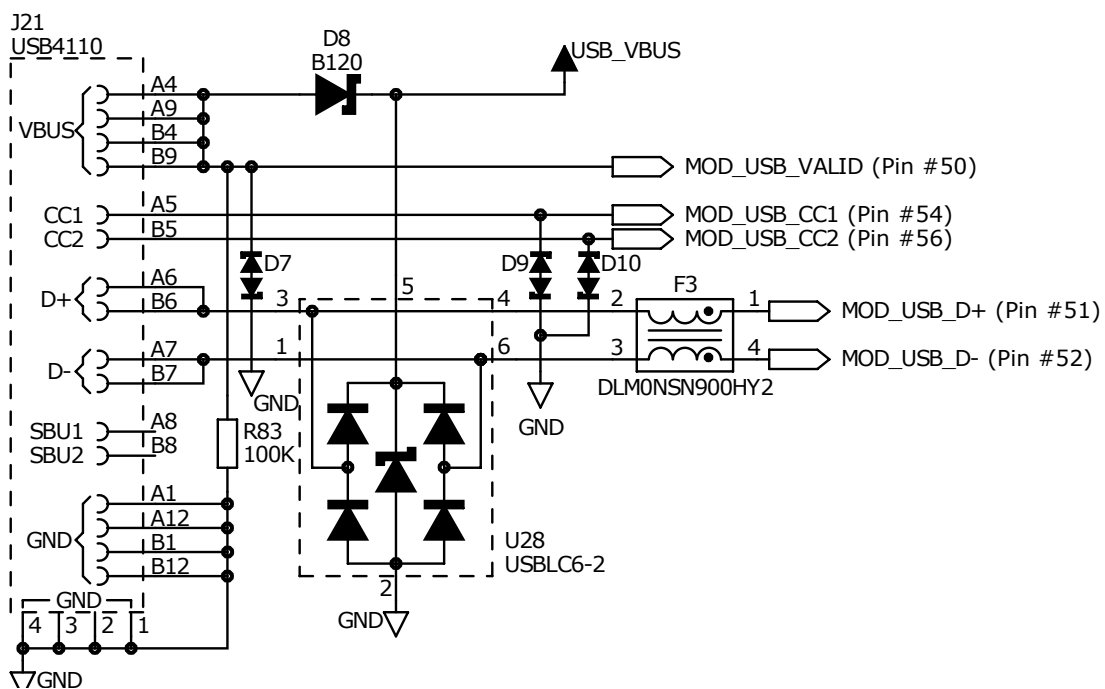 J21
USB4110
D8
B120
USB_VBUS
A4
A9
VBUS
B4
B9
MOD_USB_VALID (Pin #50)
CC1
A5
MOD_USB_CC1 (Pin #54)
CC2
B5
MOD_USB_CC2 (Pin #56)
D7
D9
D10
A6
D+
B6
3
5
4
2
F3
1
MOD_USB_D+ (Pin #51)
A7
D-
B7
1
6
3
4
MOD_USB_D- (Pin #52)
DLM0NSN900HY2
GND
GND
SBU1
A8
SBU2
B8
R83
100K
A1
A12
GND
B1
B12
U28
USBLC6-2
2
GND
GND
4
3
2
1
GND